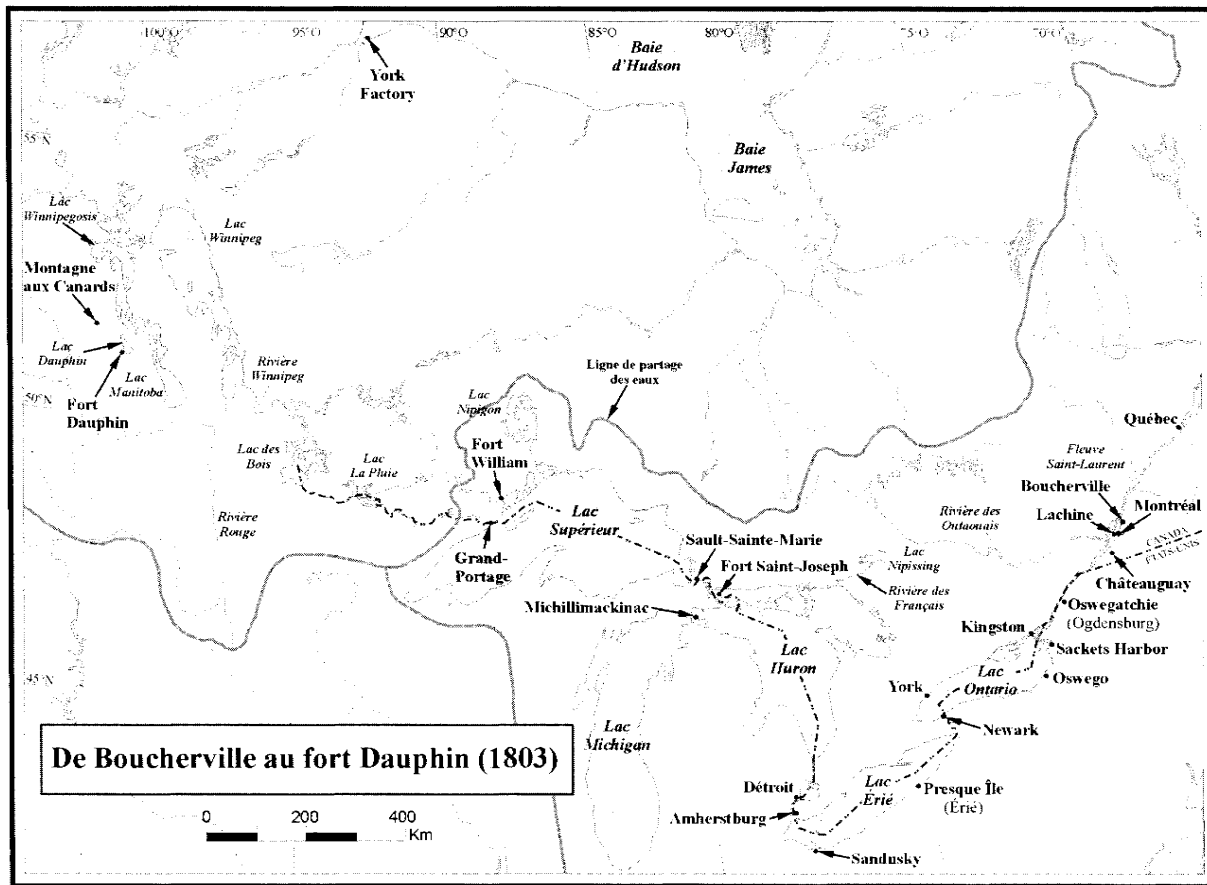 100°O
95°O
90°O
85°O
80°O
75°O
70°O
Baie
d'Hudson
York
Factory
55°N
Baie
James
Lac
Winnipegosis
Lac
Winnipeg
Montagne
aux Canards
Lac
Dauphin
Lac
Manitoba
Fort
Dauphin
50°N
Rivière
Winnipeg
Ligne de partage
des eaux
Lac
Nipigon
Fort
William
Lac des
Bois
Lac
La Pluie
Québec
Fleuve
Saint-Laurent
Boucherville
Lachine
Montréal
Rivière des
Outaouais
Rivière
Rouge
Lac
Supérieur
Grand-
Portage
Sault-Sainte-Marie
Fort Saint-Joseph
Lac
Nipissing
Rivière des
Français
CANADA
ÉTATS-UNIS
Châteauguay
Michillimackinac
Oswegatchie
(Ogdensburg)
Kingston
Sackets Harbor
Lac
Huron
Oswego
York
Lac
Ontario
45°N
Newark
Lac
Michigan
De Boucherville au fort Dauphin (1803)
Détroit
Lac
Érié
Presque Île
(Érié)
Amherstburg
Sandusky
0 200 400
Km